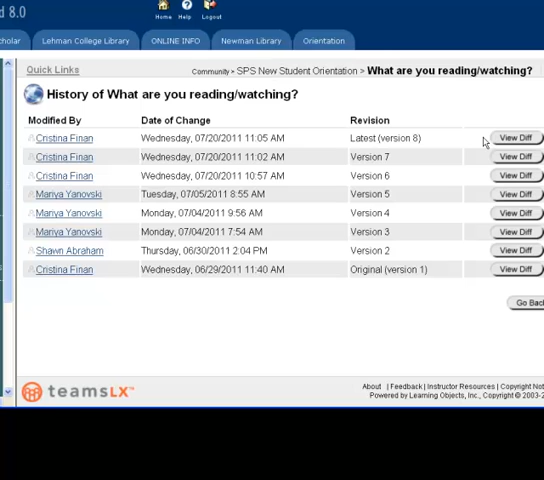 d 8.0
Home Help Logout
cholar Lehman College Library ONLINE INFO Newman Library Orientation
Quick Links Community > SPS New Student Orientation > What are you reading/watching?
History of What are you reading/watching?
Modified By Date of Change Revision
Cristina Finan Wednesday, 07/20/2011 11:05 AM Latest (version 8) View Diff
Cristina Finan Wednesday, 07/20/2011 11:02 AM Version 7 View Diff
Cristina Finan Wednesday, 07/20/2011 10:57 AM Version 6 View Diff
Mariya Yanovski Tuesday, 07/05/2011 8:55 AM Version 5 View Diff
Mariya Yanovski Monday, 07/04/2011 9:56 AM Version 4 View Diff
Mariya Yanovski Monday, 07/04/2011 7:54 AM Version 3 View Diff
Shawn Abraham Thursday, 06/30/2011 2:04 PM Version 2 View Diff
Cristina Finan Wednesday, 06/29/2011 11:40 AM Original (version 1) View Diff
Go Bac
teamsLX™ About | Feedback | Instructor Resources | Copyright Not
Powered by Learning Objects, Inc., Copyright © 2003-2